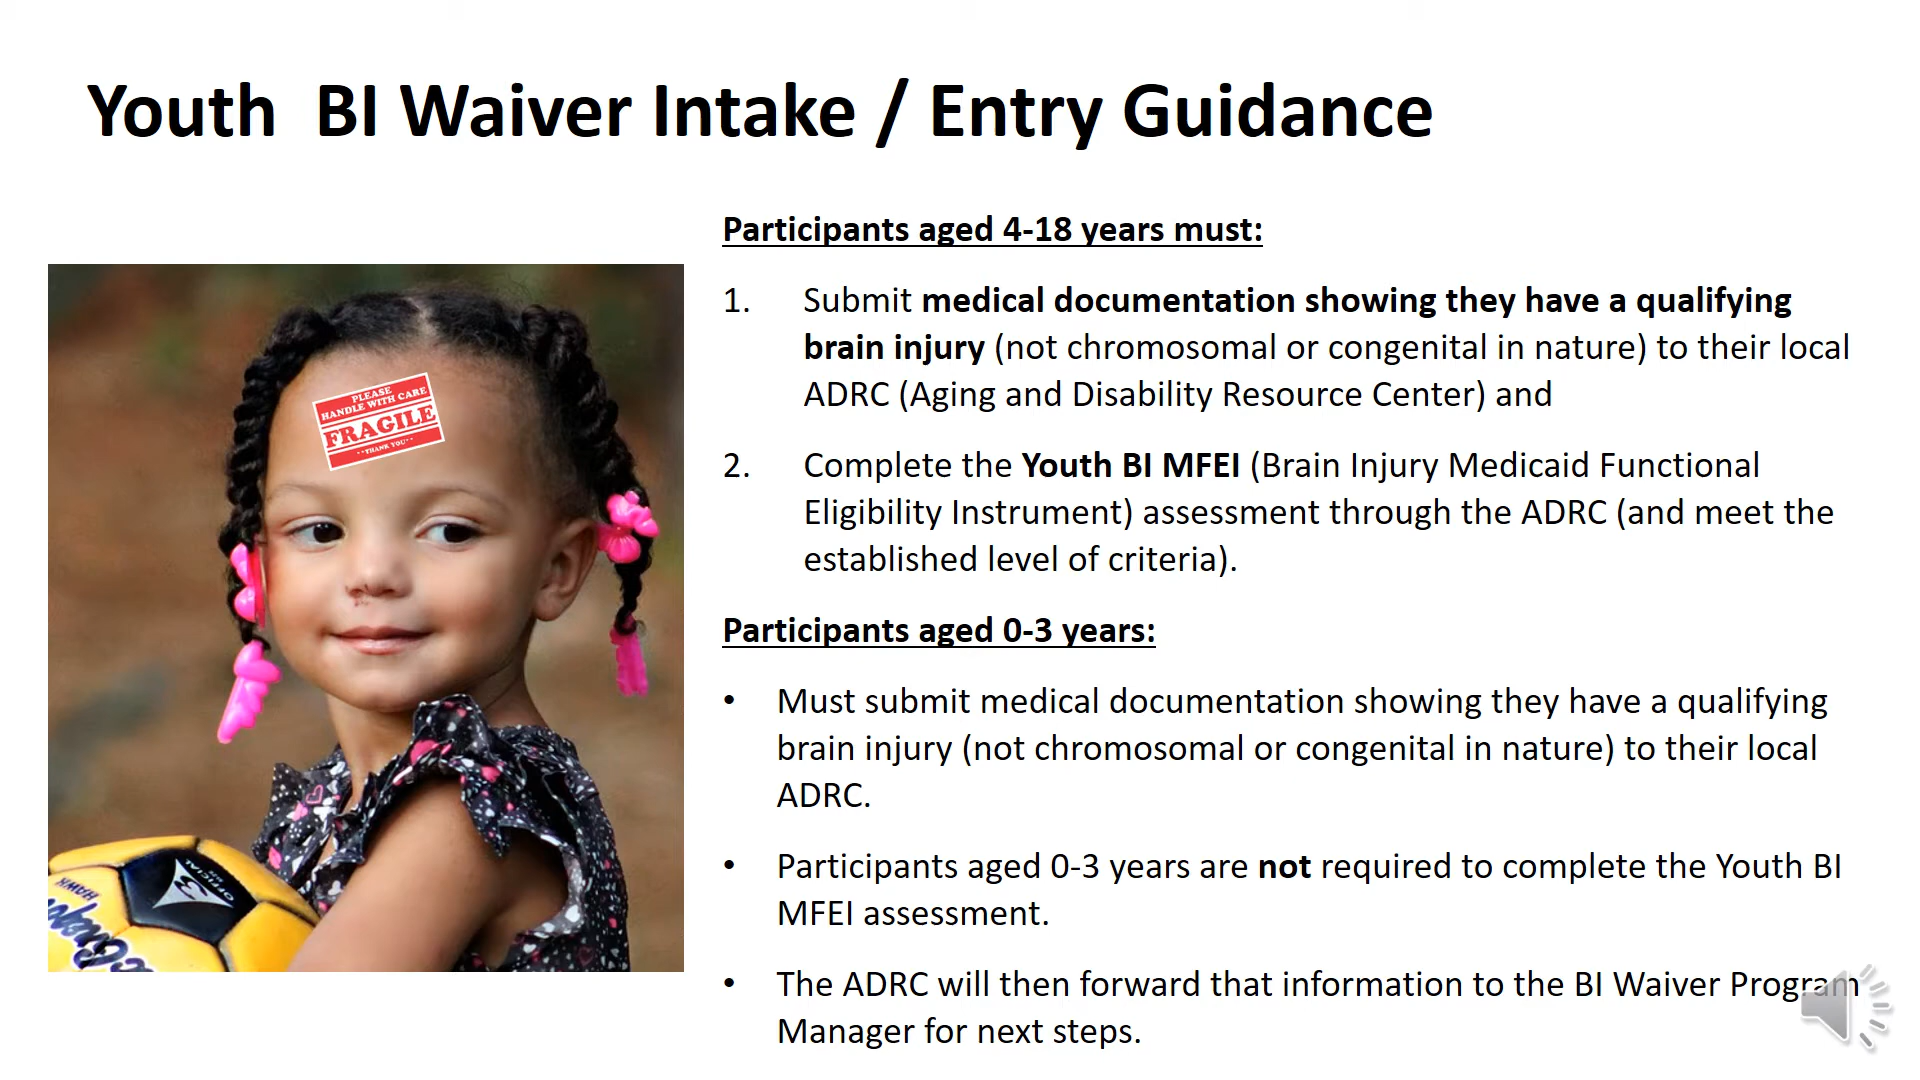 Youth  BI Waiver Intake / Entry Guidance
Participants aged 4-18 years must:
1. Submit medical documentation showing they have a qualifying
brain injury (not chromosomal or congenital in nature) to their local
ADRC (Aging and Disability Resource Center) and
2. Complete the Youth BI MFEI (Brain Injury Medicaid Functional
Eligibility Instrument) assessment through the ADRC (and meet the
established level of criteria).
Participants aged 0-3 years:
• Must submit medical documentation showing they have a qualifying
brain injury (not chromosomal or congenital in nature) to their local
ADRC.
• Participants aged 0-3 years are not required to complete the Youth BI
MFEI assessment.
• The ADRC will then forward that information to the BI Waiver Program
Manager for next steps.
PLEASE
HANDLE WITH CARE
FRAGILE
··THANK YOU··
OFFICIAL
3
HAWK